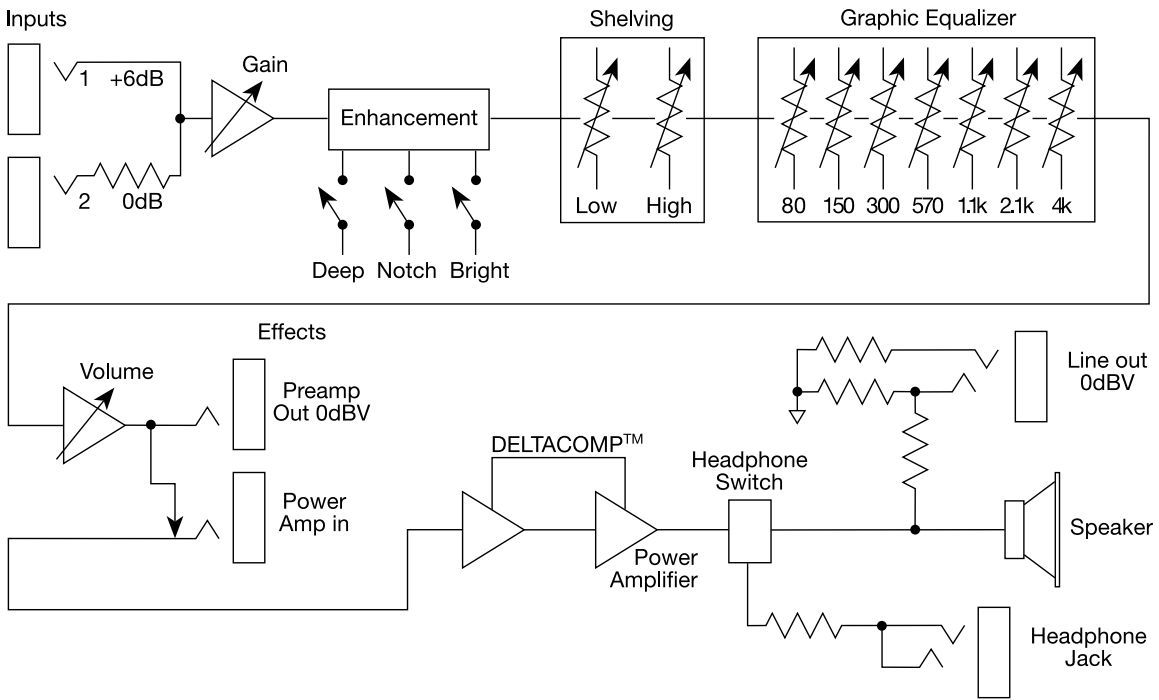 Inputs
1 +6dB
2 0dB
Gain
Enhancement
Deep Notch Bright
Shelving
Low High
Graphic Equalizer
80 150 300 570 1.1k 2.1k 4k
Effects
Volume
Preamp
Out 0dBV
Power
Amp in
DELTACOMP™
Power
Amplifier
Headphone
Switch
Line out
0dBV
Speaker
Headphone
Jack